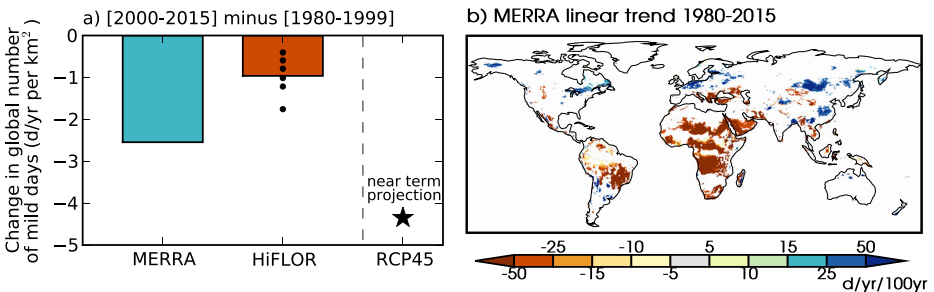 a) [2000-2015] minus [1980-1999]
Change in global number
of mild days (d/yr per km²)
0
−1
−2
−3
−4
−5
near term
projection
MERRA
HiFLOR
RCP45
b) MERRA linear trend 1980-2015
-25 -10 5 15 50
-50 -15 -5 10 25 d/yr/100yr